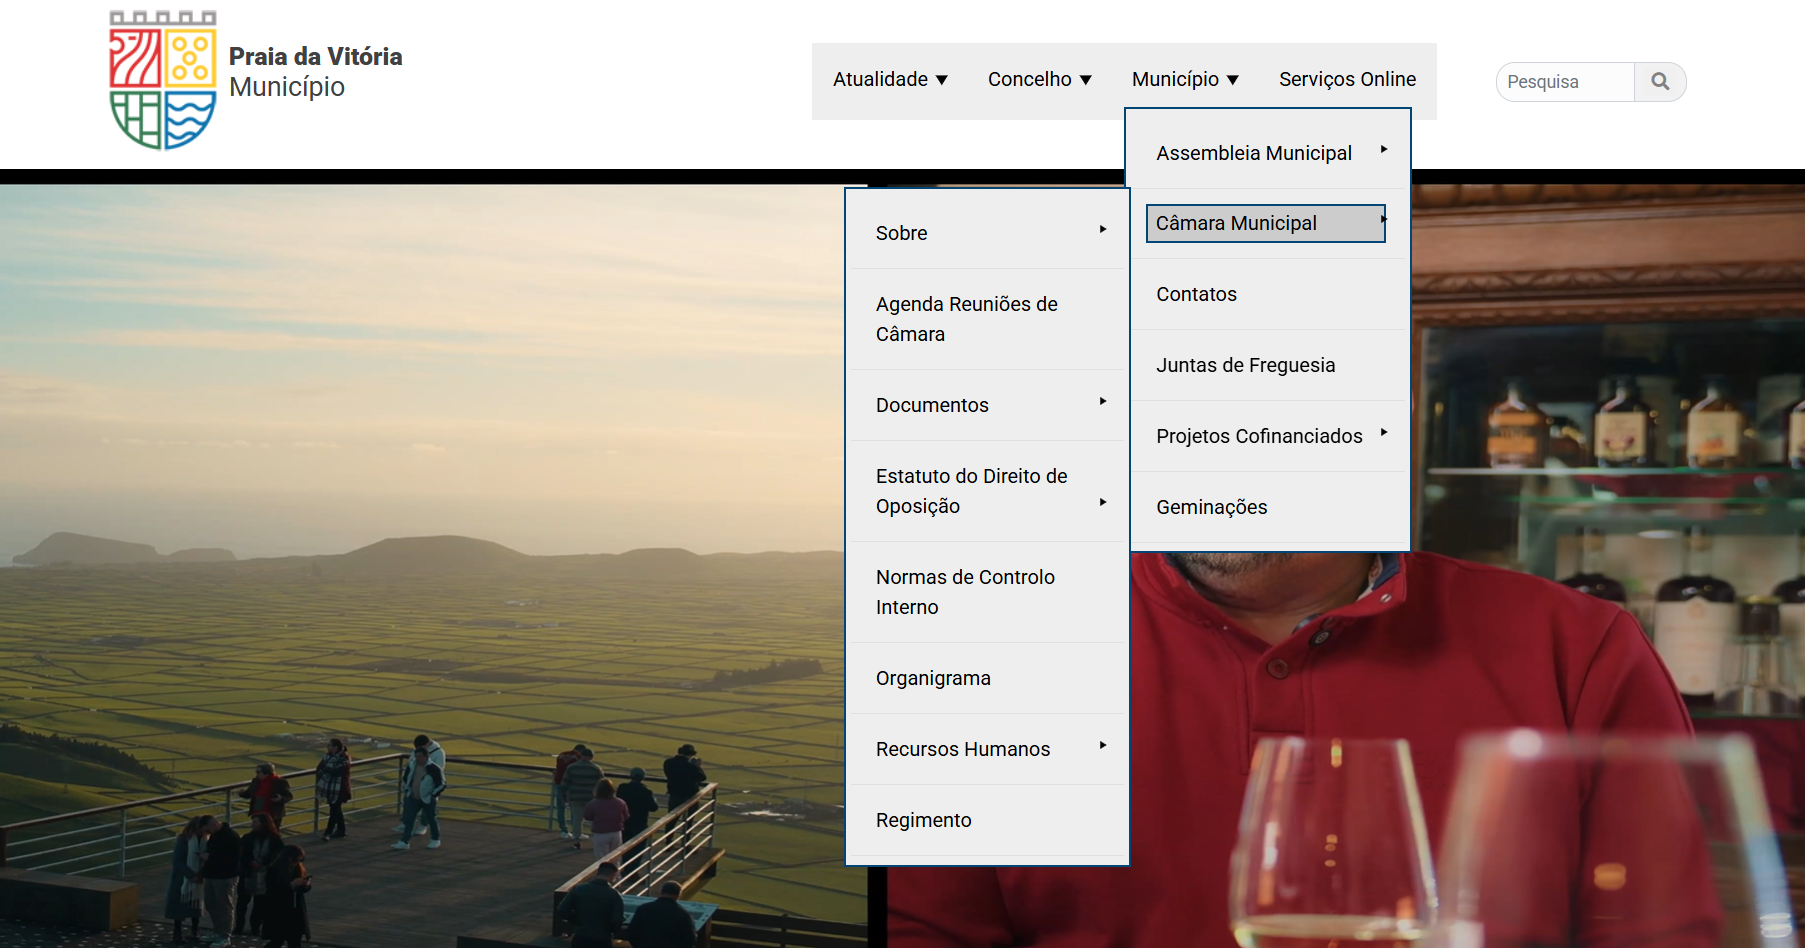 Praia da Vitória
Município
Atualidade ▼
Concelho ▼
Município ▼
Serviços Online
Pesquisa
Assembleia Municipal
Câmara Municipal
Contatos
Juntas de Freguesia
Projetos Cofinanciados
Geminações
Sobre
Agenda Reuniões de
Câmara
Documentos
Estatuto do Direito de
Oposição
Normas de Controlo
Interno
Organigrama
Recursos Humanos
Regimento